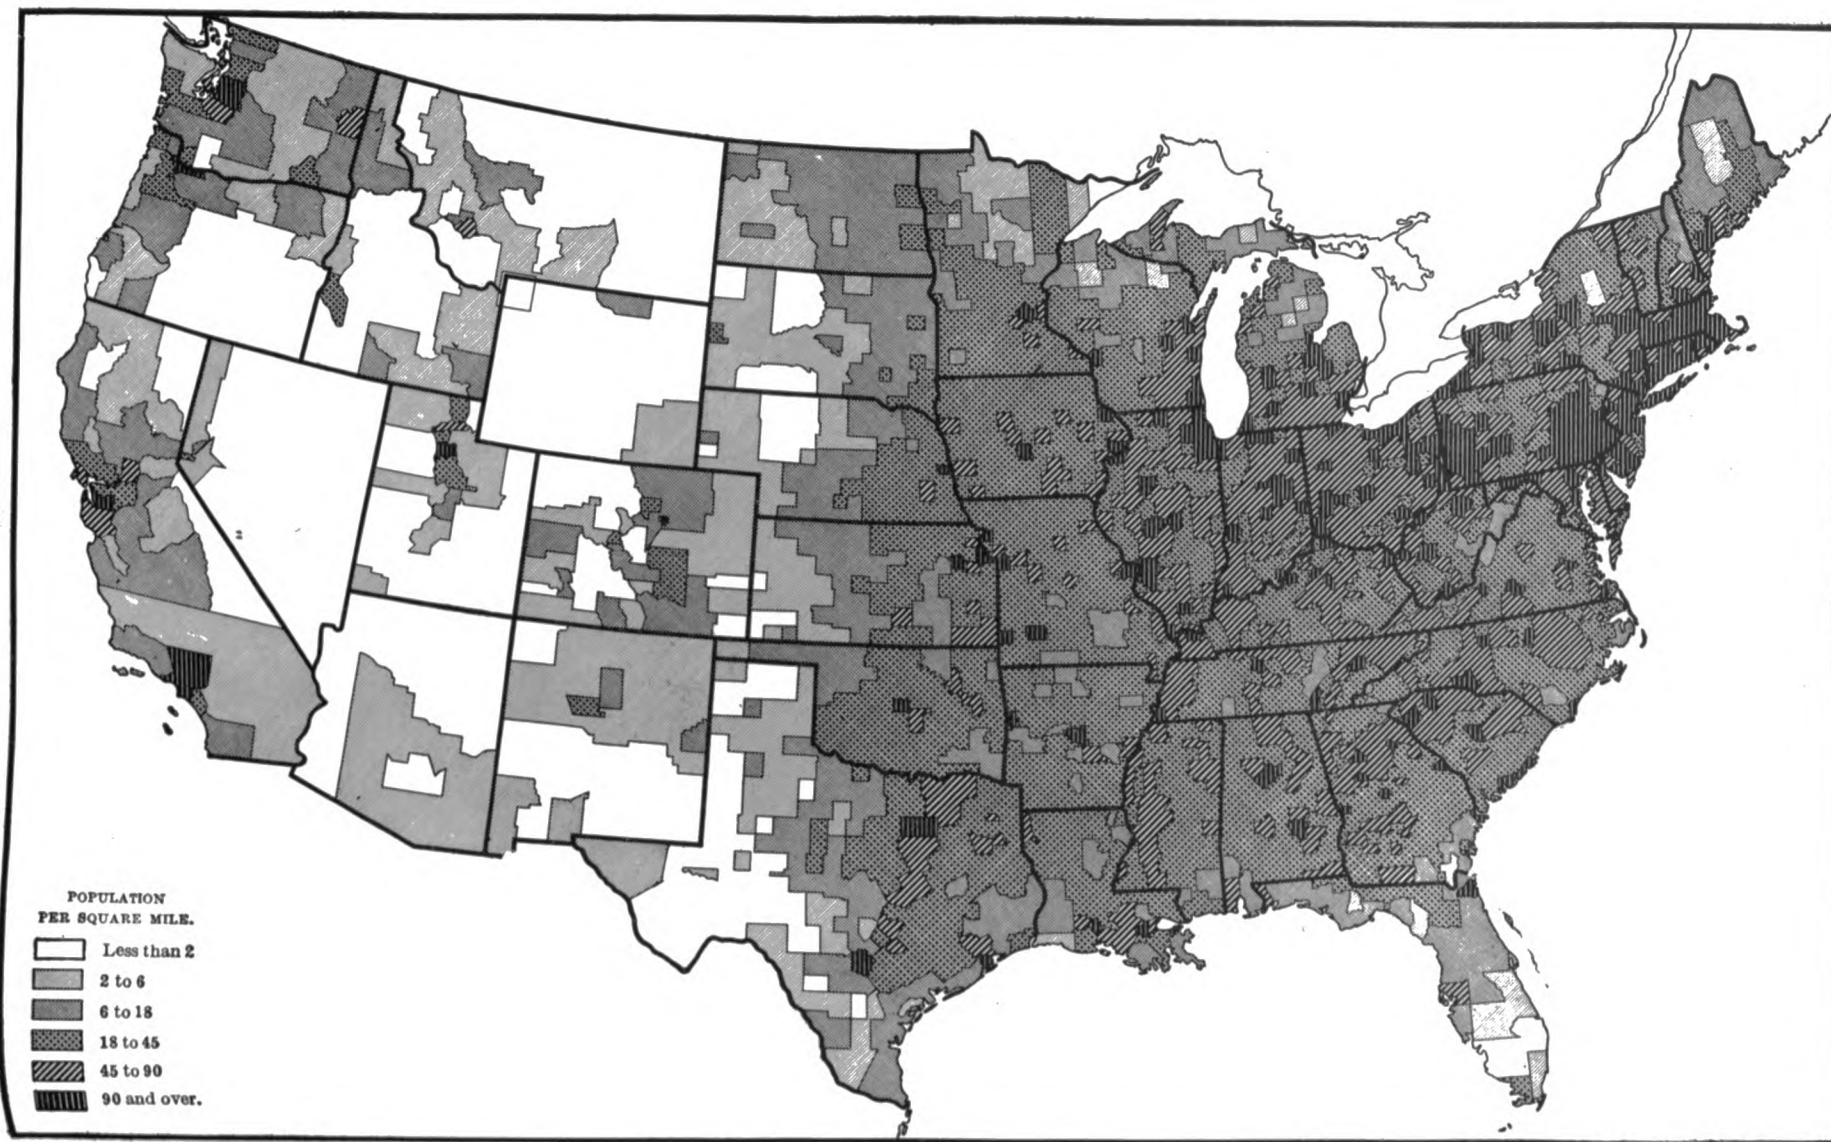 POPULATION
PER SQUARE MILE.
Less than 2
2 to 6
6 to 18
18 to 45
45 to 90
90 and over.